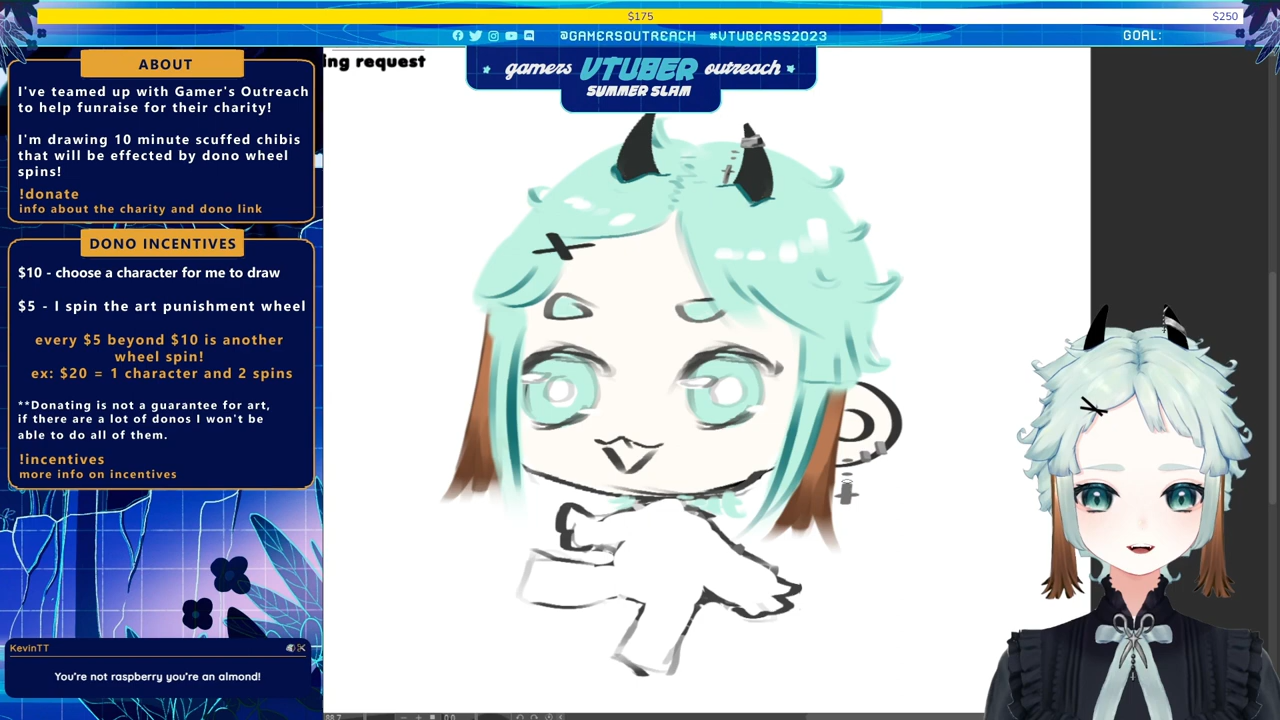 $175
$250
@GAMERSOUTREACH #VTUBERSS2023
GOAL:
ing request
gamers VTUBER outreach
SUMMER SLAM
ABOUT
I've teamed up with Gamer's Outreach
to help funraise for their charity!
I'm drawing 10 minute scuffed chibis
that will be effected by dono wheel
spins!
!donate
info about the charity and dono link
DONO INCENTIVES
$10 - choose a character for me to draw
$5 - I spin the art punishment wheel
every $5 beyond $10 is another
wheel spin!
ex: $20 = 1 character and 2 spins
**Donating is not a guarantee for art,
if there are a lot of donos I won't be
able to do all of them.
!incentives
more info on incentives
KevinTT
You're not raspberry you're an almond!